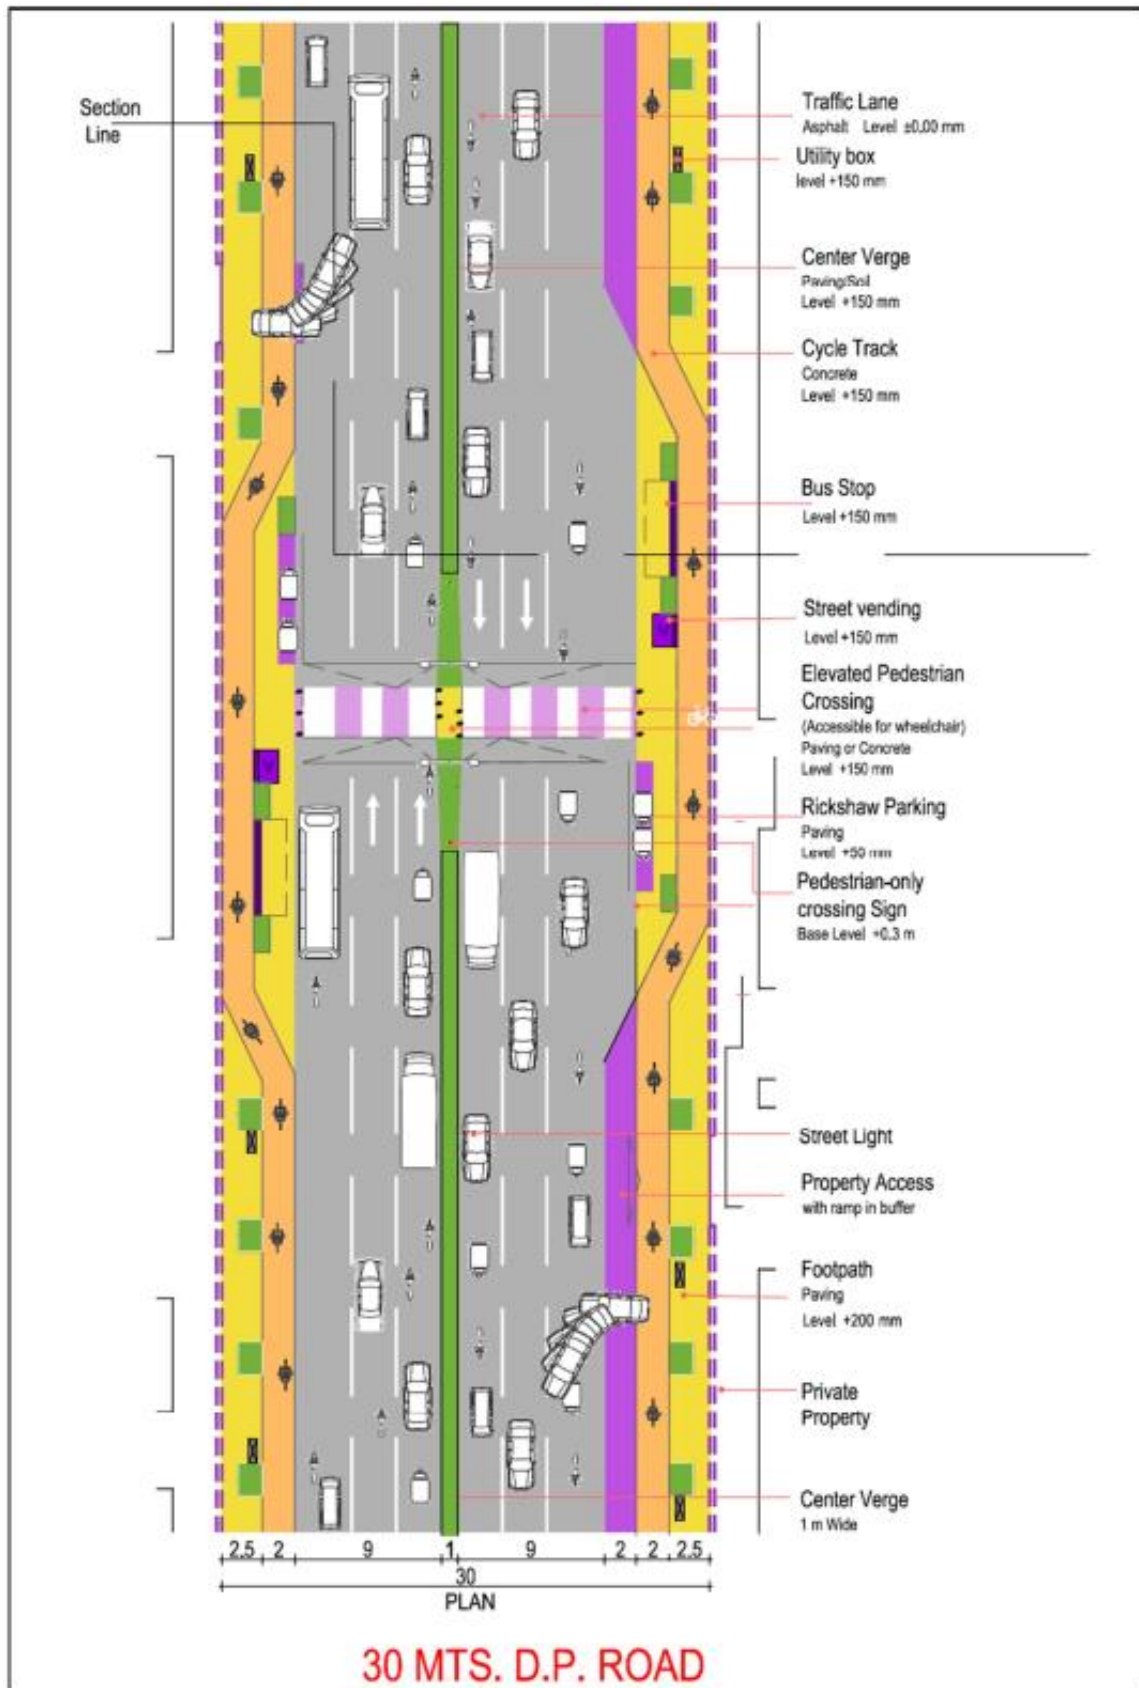 Section
Line
Traffic Lane
Asphalt Level ±0.00 mm
Utility box
level +150 mm
Center Verge
Paving/Soil
Level +150 mm
Cycle Track
Concrete
Level +150 mm
Bus Stop
Level +150 mm
Street vending
Level +150 mm
Elevated Pedestrian
Crossing
(Accessible for wheelchair)
Paving or Concrete
Level +150 mm
Rickshaw Parking
Paving
Level +50 mm
Pedestrian-only
crossing Sign
Base Level +0.3 m
Street Light
Property Access
with ramp in buffer
Footpath
Paving
Level +200 mm
Private
Property
Center Verge
1 m Wide
2.5 2 9 1 9 2 2 2.5
30
PLAN
30 MTS. D.P. ROAD